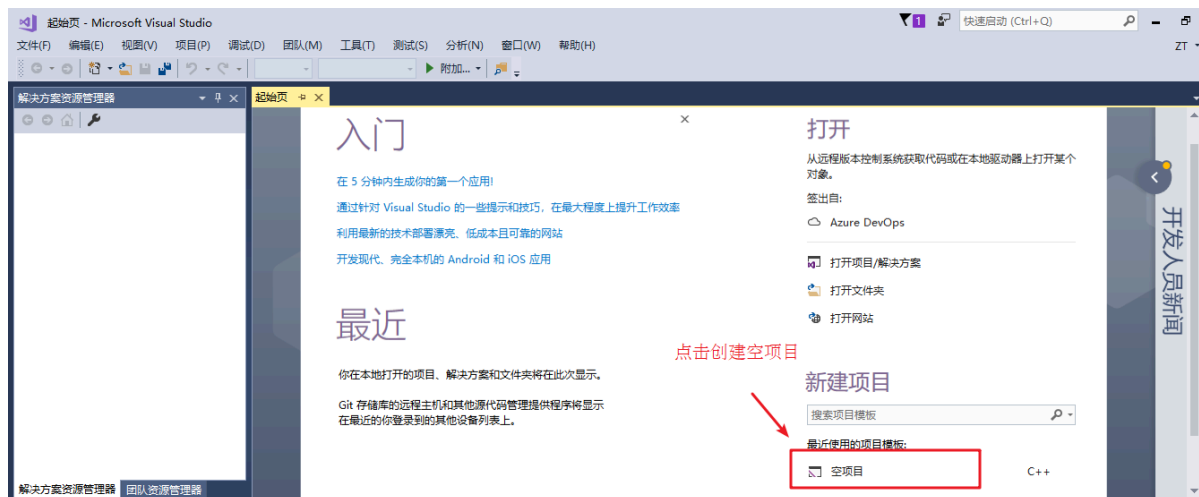 起始页 - Microsoft Visual Studio
1
快速启动 (Ctrl+Q)
文件(F) 编辑(E) 视图(V) 项目(P) 调试(D) 团队(M) 工具(T) 测试(S) 分析(N) 窗口(W) 帮助(H)
ZT
附加...
解决方案资源管理器
起始页
入门
在 5 分钟内生成你的第一个应用!
通过针对 Visual Studio 的一些提示和技巧，在最大程度上提升工作效率
利用最新的技术部署漂亮、低成本且可靠的网站
开发现代、完全本机的 Android 和 iOS 应用
最近
你在本地打开的项目、解决方案和文件夹将在此次显示。
Git 存储库的远程主机和其他源代码管理提供程序将显示
在最近的你登录到的其他设备列表上。
打开
从远程版本控制系统获取代码或在本地驱动器上打开某个
对象。
签出自:
Azure DevOps
打开项目/解决方案
打开文件夹
打开网站
点击创建空项目
新建项目
搜索项目模板
最近使用的项目模板:
空项目 C++
开发人员新闻
解决方案资源管理器 团队资源管理器